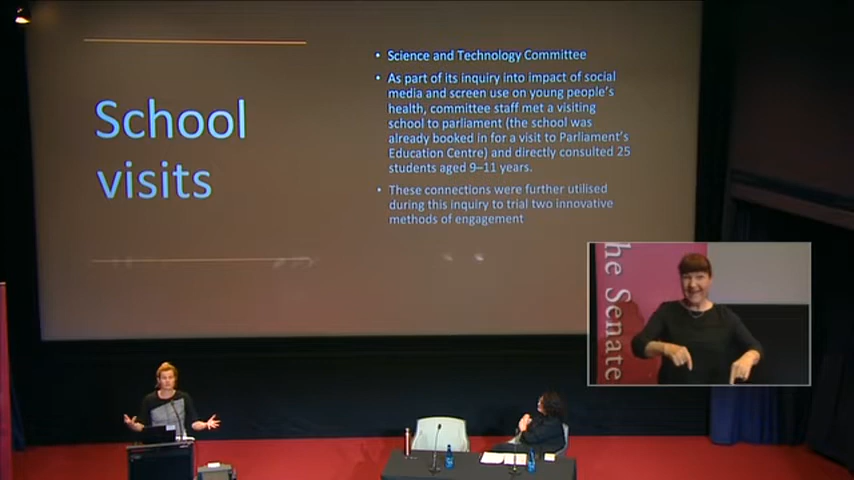 School
visits
• Science and Technology Committee
• As part of its inquiry into impact of social
media and screen use on young people's
health, committee staff met a visiting
school to parliament (the school was
already booked in for a visit to Parliament's
Education Centre) and directly consulted 25
students aged 9–11 years.
• These connections were further utilised
during this inquiry to trial two innovative
methods of engagement
he Senate